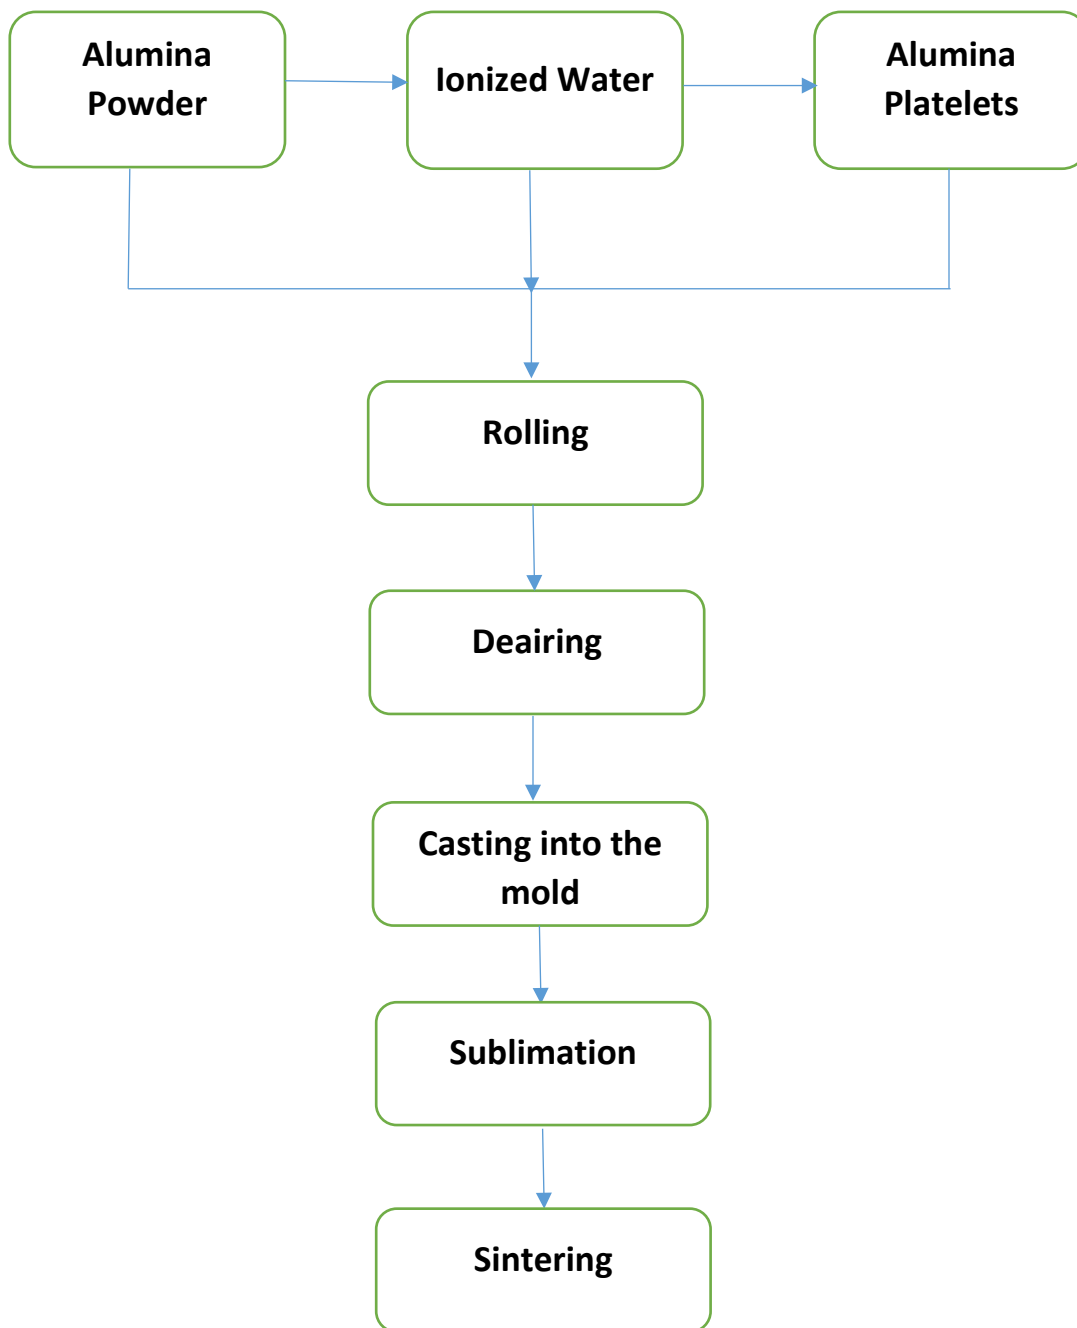 Alumina
Powder
Ionized Water
Alumina
Platelets
Rolling
Deairing
Casting into the
mold
Sublimation
Sintering